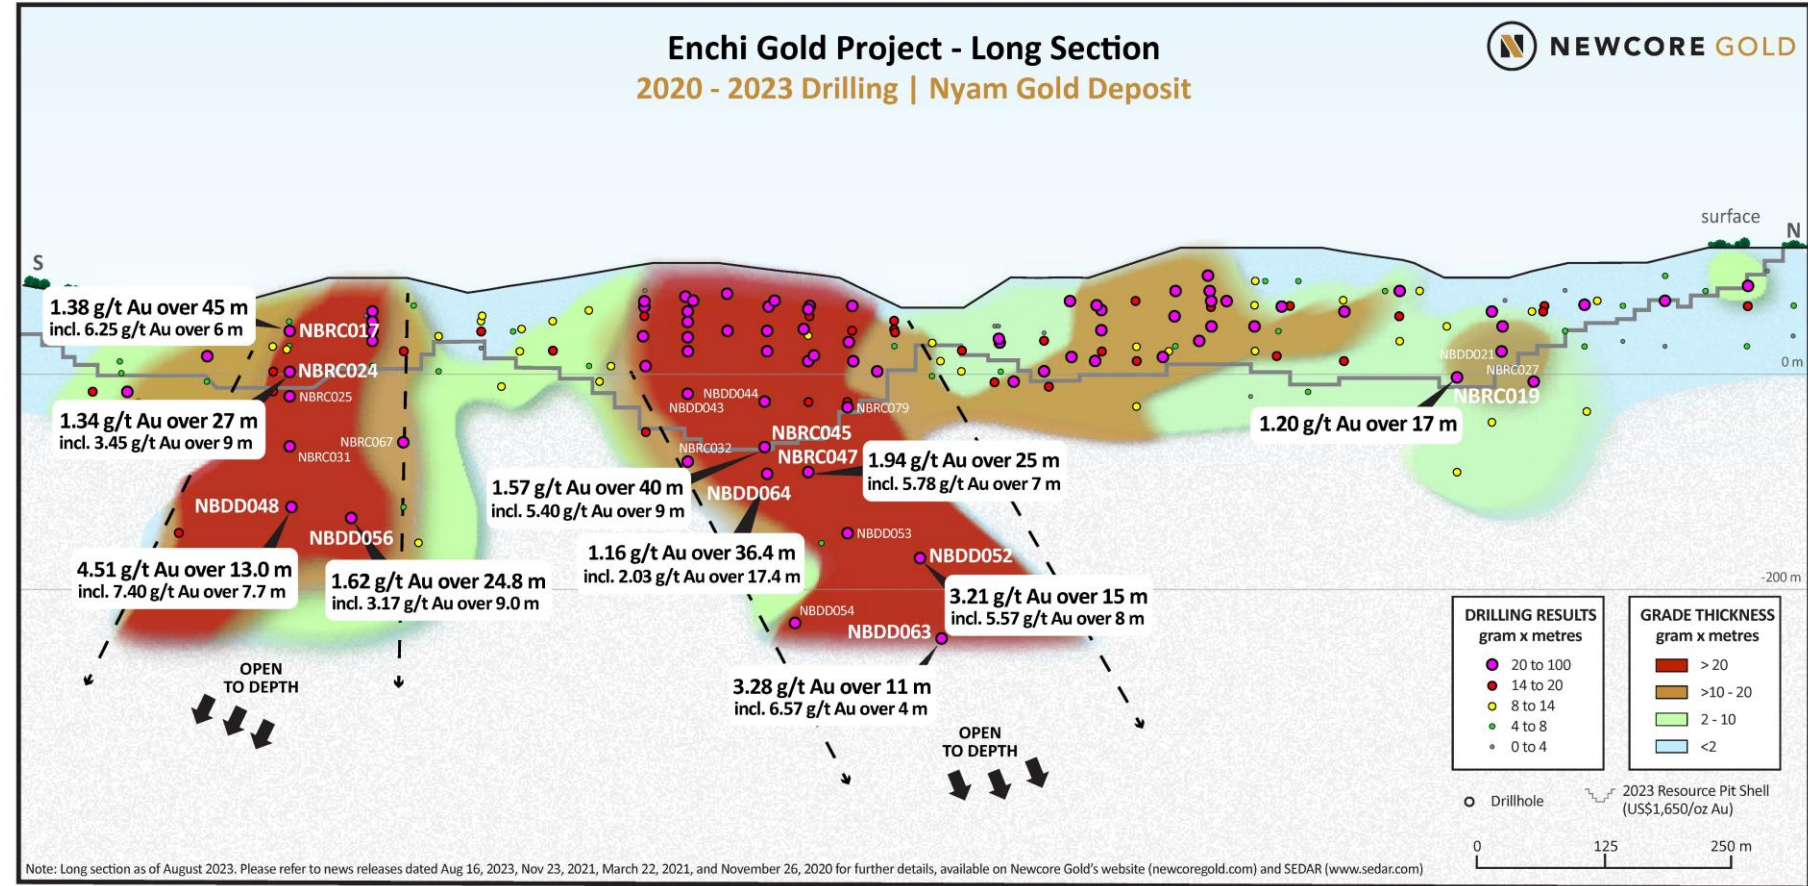 Enchi Gold Project - Long Section
2020 - 2023 Drilling | Nyam Gold Deposit
NEWCORE GOLD
surface
S
N
1.38 g/t Au over 45 m
incl. 6.25 g/t Au over 6 m
NBRC017
NBRC024
NBRC025
1.34 g/t Au over 27 m
incl. 3.45 g/t Au over 9 m
NBRC067
NBRC031
NBDD048
NBDD056
4.51 g/t Au over 13.0 m
incl. 7.40 g/t Au over 7.7 m
1.62 g/t Au over 24.8 m
incl. 3.17 g/t Au over 9.0 m
OPEN
TO DEPTH
NBDD044
NBDD043
NBRC079
NBRC045
NBRC032
NBRC047
1.94 g/t Au over 25 m
incl. 5.78 g/t Au over 7 m
1.57 g/t Au over 40 m
incl. 5.40 g/t Au over 9 m
NBDD064
NBDD053
1.16 g/t Au over 36.4 m
incl. 2.03 g/t Au over 17.4 m
NBDD052
3.21 g/t Au over 15 m
incl. 5.57 g/t Au over 8 m
NBDD054
NBDD063
3.28 g/t Au over 11 m
incl. 6.57 g/t Au over 4 m
OPEN
TO DEPTH
NBDD021
NBRC027
NBRC019
1.20 g/t Au over 17 m
0 m
-200 m
DRILLING RESULTS
gram x metres
20 to 100
14 to 20
8 to 14
4 to 8
0 to 4
GRADE THICKNESS
gram x metres
> 20
>10 - 20
2 - 10
<2
Drillhole
2023 Resource Pit Shell
(US$1,650/oz Au)
0 125 250 m
Note: Long section as of August 2023. Please refer to news releases dated Aug 16, 2023, Nov 23, 2021, March 22, 2021, and November 26, 2020 for further details, available on Newcore Gold's website (newcoregold.com) and SEDAR (www.sedar.com)